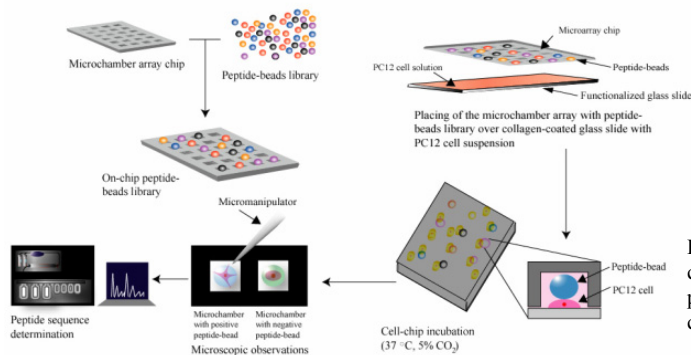 Microchamber array chip
Peptide-beads library
On-chip peptide-
beads library
Micromanipulator
Microarray chip
PC12 cell solution
Peptide-beads
Functionalized glass slide
Placing of the microchamber array with peptide-
beads library over collagen-coated glass slide with
PC12 cell suspension
Peptide-bead
PC12 cell
Cell-chip incubation
(37 °C, 5% CO₂)
Microchamber
with positive
peptide-bead
Microchamber
with negative
peptide-bead
Microscopic observations
Peptide sequence
determination